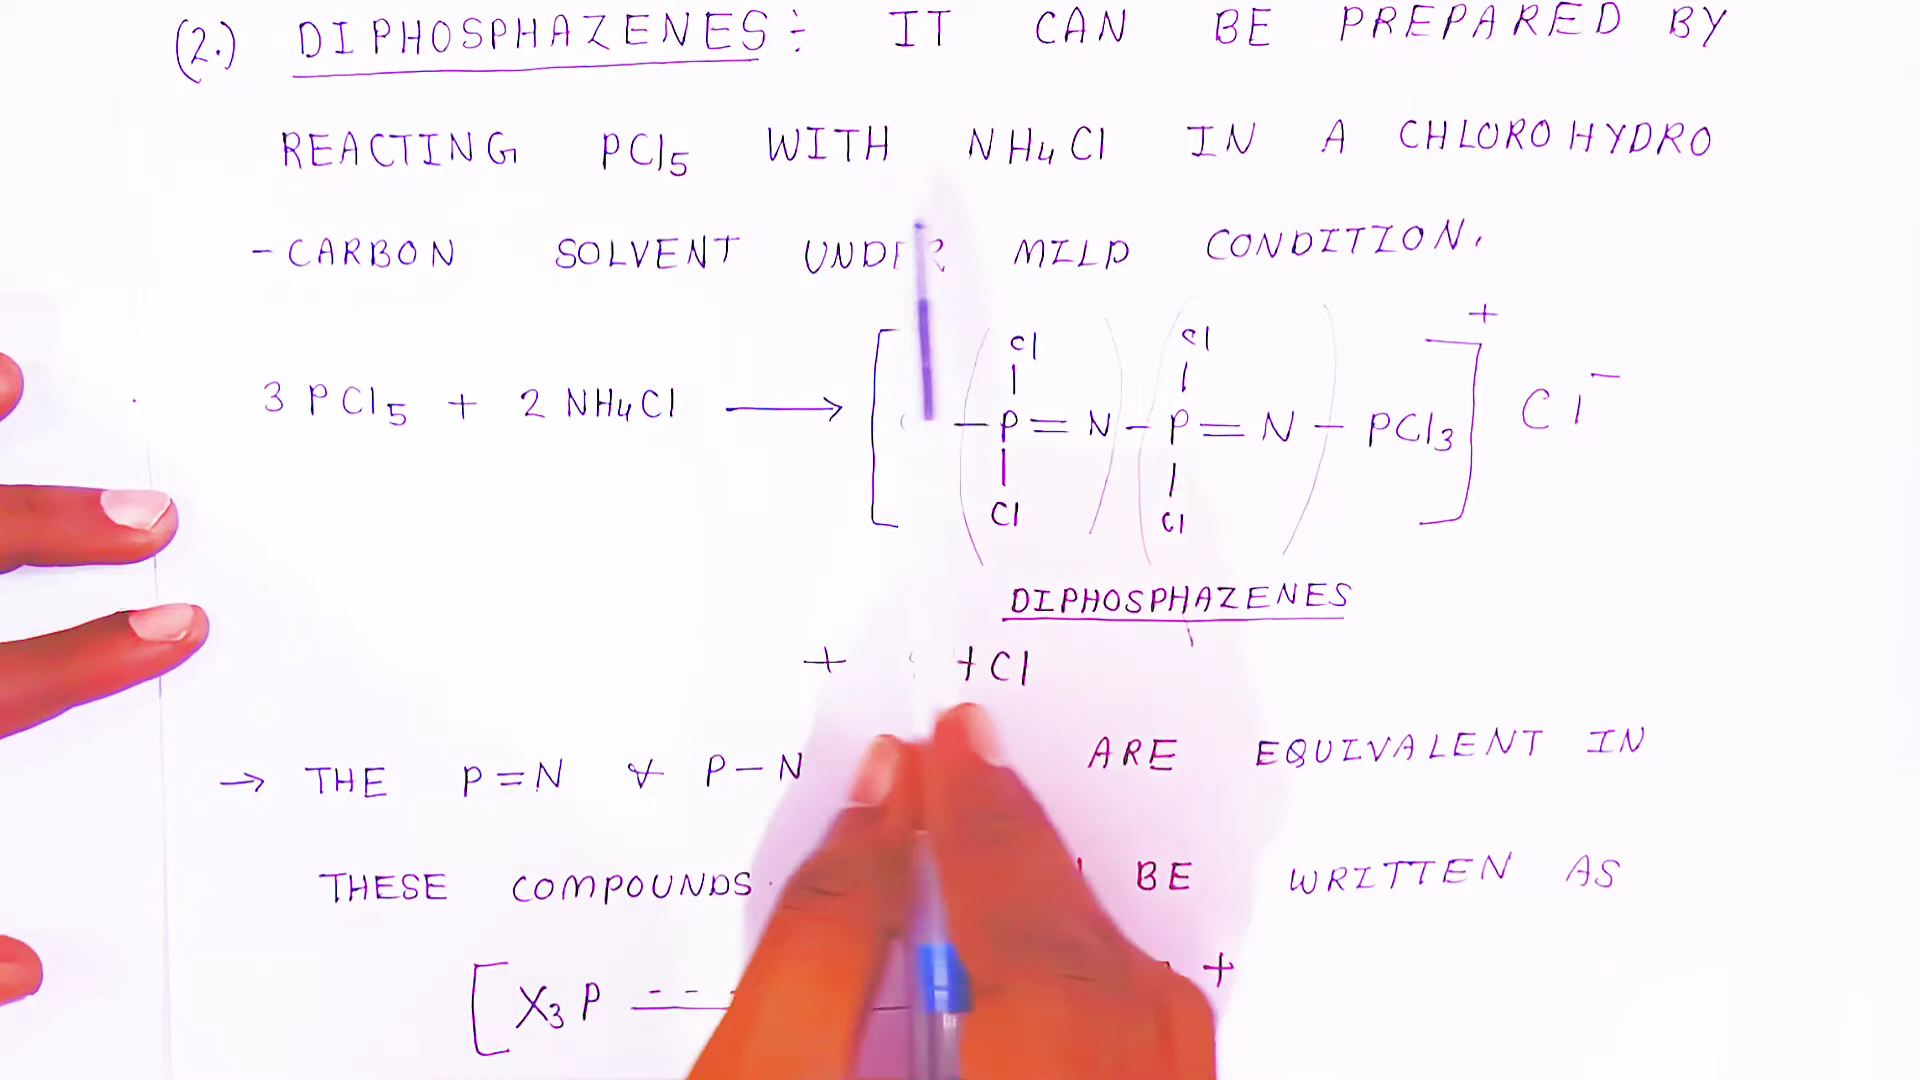 (2.) DIPHOSPHAZENES :- IT CAN BE PREPARED BY
REACTING PCl5 WITH NH4Cl IN A CHLOROHYDRO
-CARBON SOLVENT MILD CONDITION.
3 PCl5 + 2 NH4Cl ⟶ [ -P(Cl)(Cl)=N-P(Cl)(Cl)=N-PCl3 ]+ Cl-
DIPHOSPHAZENES
+ Cl
→ THE P=N & P-N ARE EQUIVALENT IN
THESE COMPOUNDS BE WRITTEN AS
[X3P +